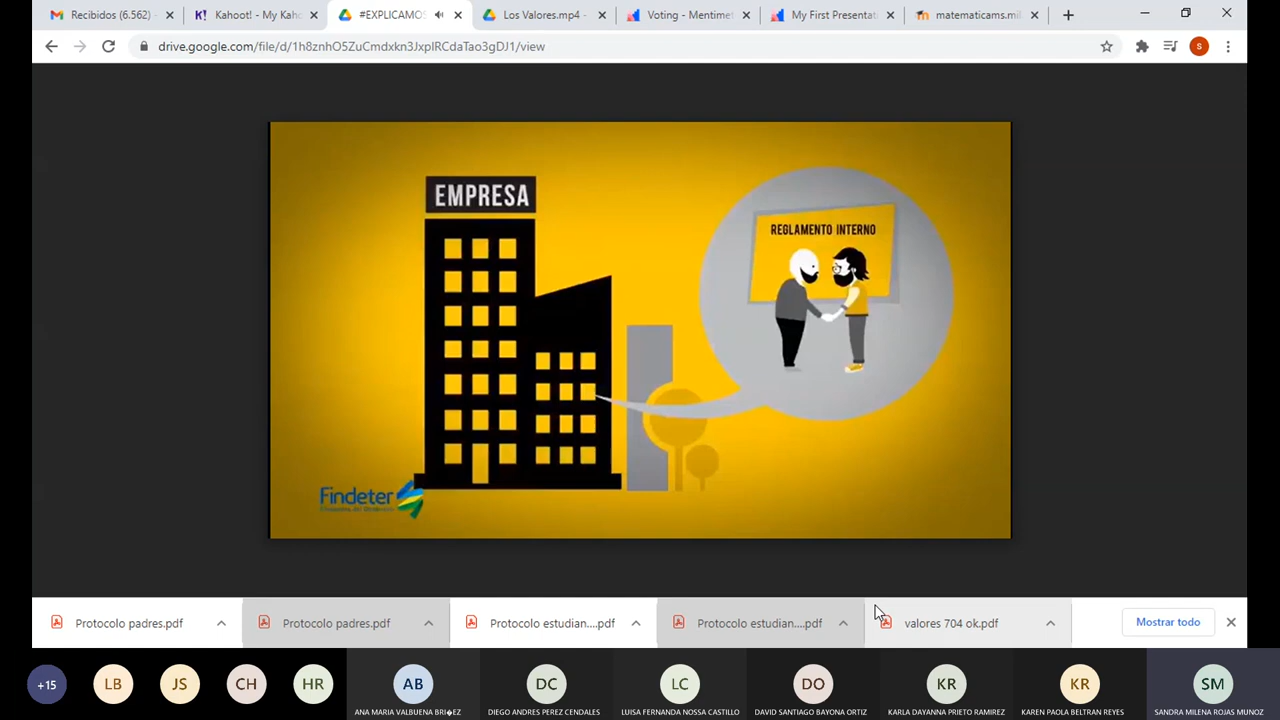 Recibidos (6.562)
Kahoot! - My Kaho
#EXPLICAMOS
Los Valores.mp4 -
Voting - Mentimet
My First Presentat
matematicams.mil
drive.google.com/file/d/1h8znhO5ZuCmdxkn3JxpIRCdaTao3gDJ1/view
S
EMPRESA
REGLAMENTO INTERNO
Findeter
Protocolo padres.pdf
Protocolo padres.pdf
Protocolo estudian....pdf
Protocolo estudian....pdf
valores 704 ok.pdf
Mostrar todo
+15
LB
JS
CH
HR
AB
DC
LC
DO
KR
KR
SM
ANA MARIA VALBUENA BRI�EZ
DIEGO ANDRES PEREZ CENDALES
LUISA FERNANDA NOSSA CASTILLO
DAVID SANTIAGO BAYONA ORTIZ
KARLA DAYANNA PRIETO RAMIREZ
KAREN PAOLA BELTRAN REYES
SANDRA MILENA ROJAS MUNOZ